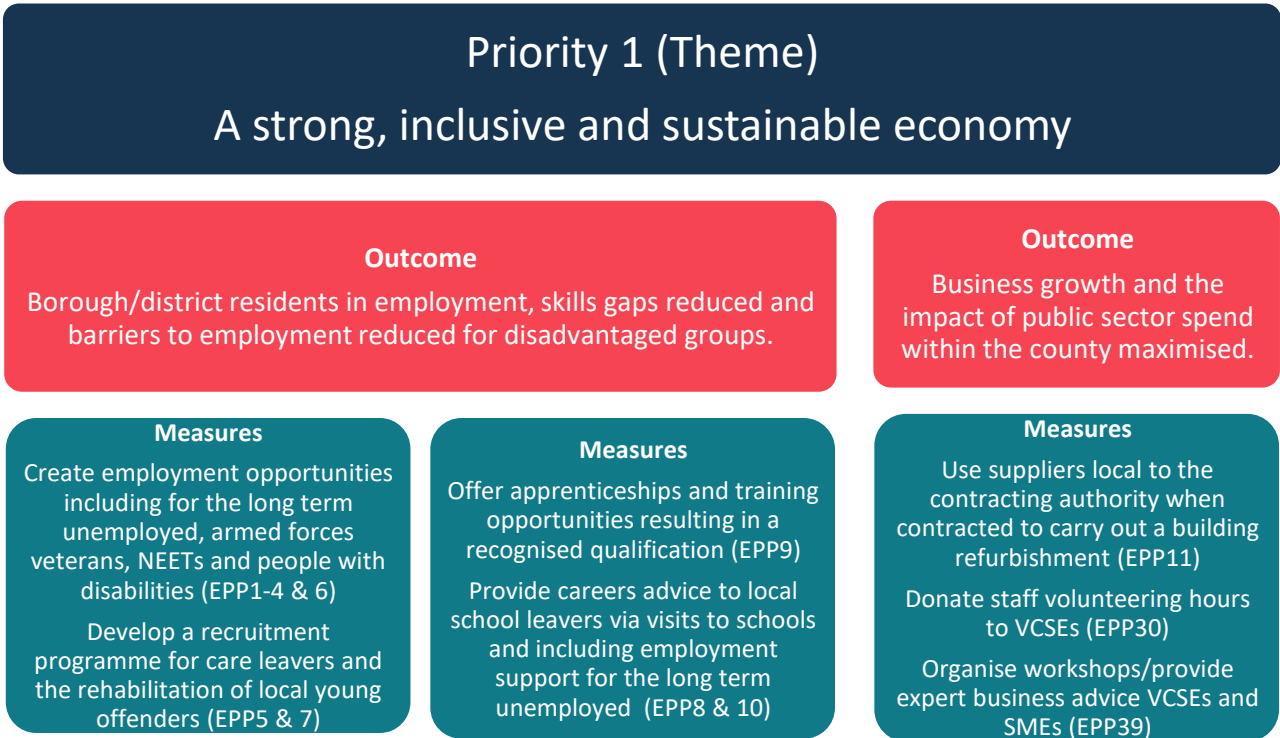 Priority 1 (Theme)
A strong, inclusive and sustainable economy
Outcome
Borough/district residents in employment, skills gaps reduced and
barriers to employment reduced for disadvantaged groups.
Outcome
Business growth and the
impact of public sector spend
within the county maximised.
Measures
Create employment opportunities
including for the long term
unemployed, armed forces
veterans, NEETs and people with
disabilities (EPP1-4 & 6)
Develop a recruitment
programme for care leavers and
the rehabilitation of local young
offenders (EPP5 & 7)
Measures
Offer apprenticeships and training
opportunities resulting in a
recognised qualification (EPP9)
Provide careers advice to local
school leavers via visits to schools
and including employment
support for the long term
unemployed (EPP8 & 10)
Measures
Use suppliers local to the
contracting authority when
contracted to carry out a building
refurbishment (EPP11)
Donate staff volunteering hours
to VCSEs (EPP30)
Organise workshops/provide
expert business advice VCSEs and
SMEs (EPP39)